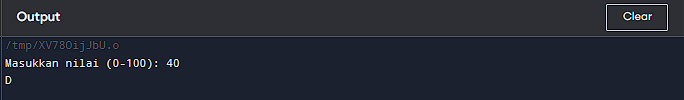 Output
Clear
/tmp/XV78OijJbU.o
Masukkan nilai (0-100): 40
D